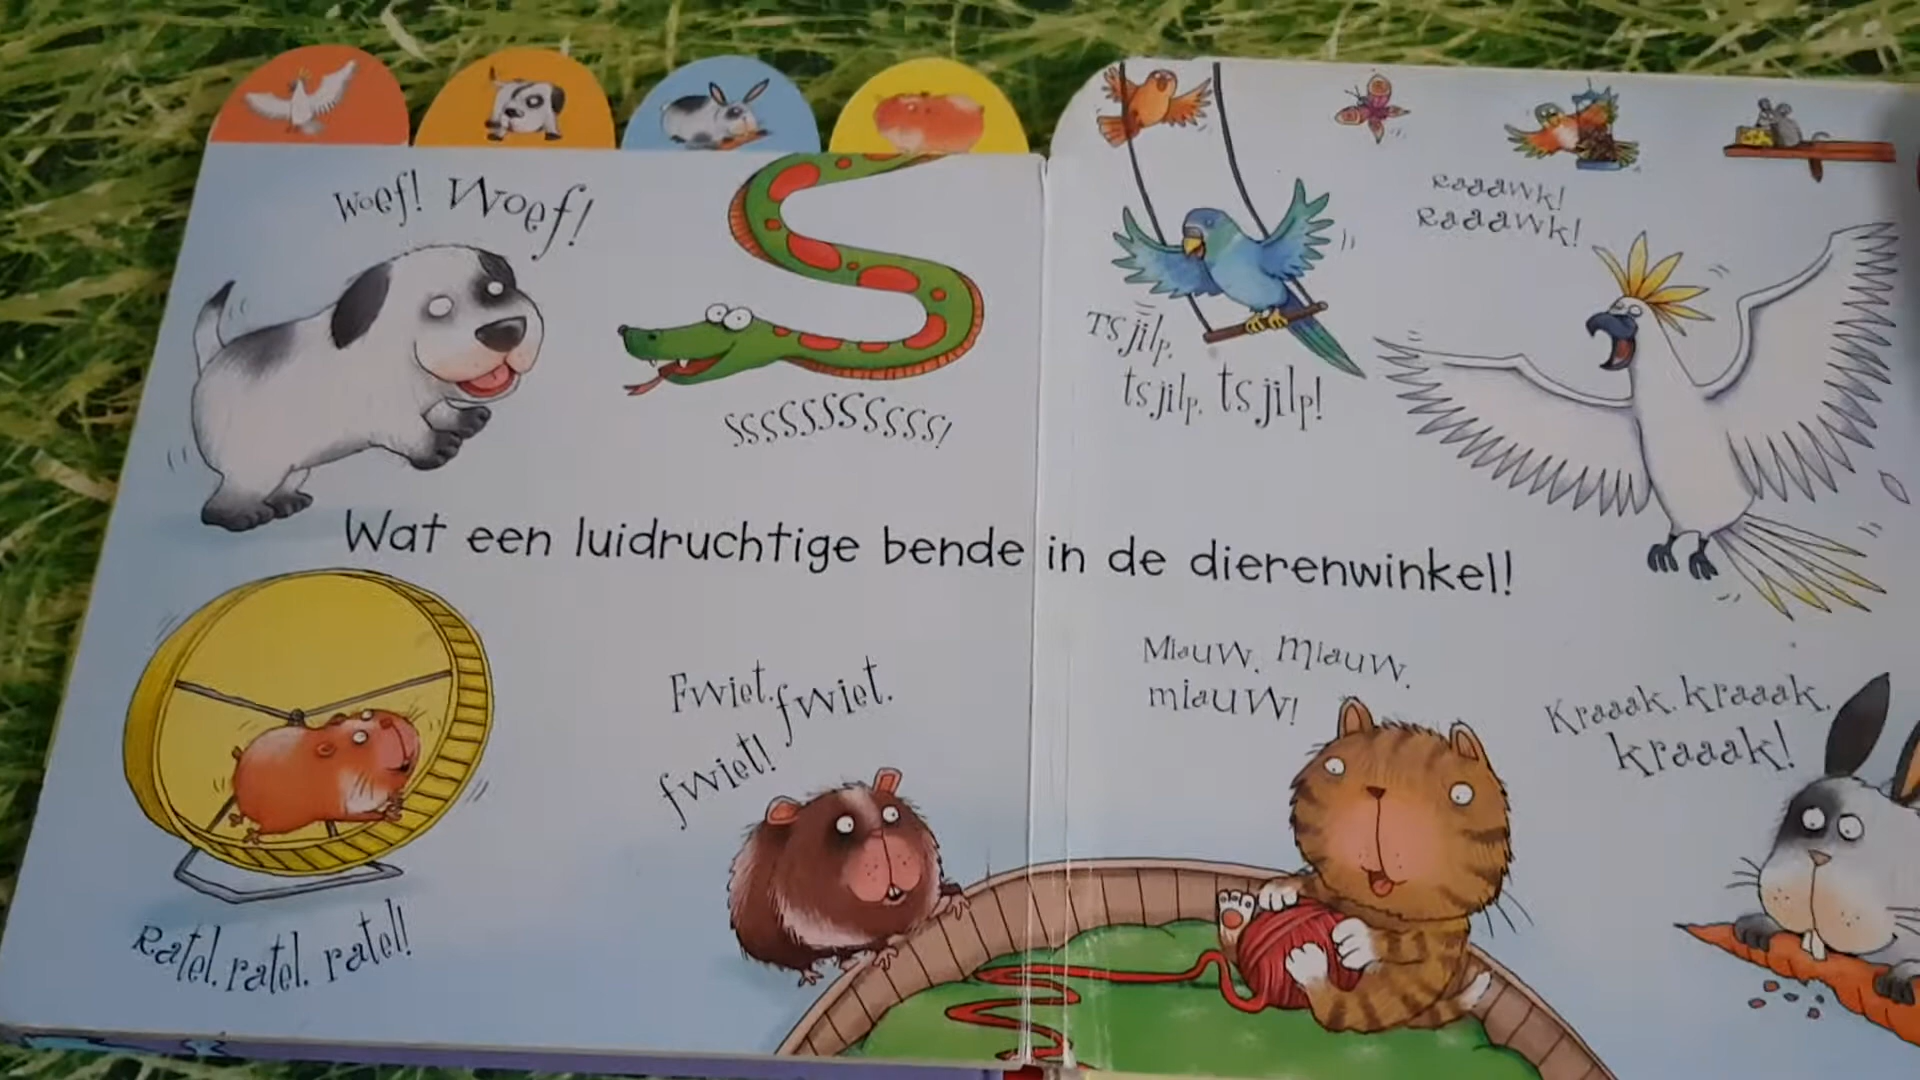 Woef! Woef!
ssssssssssss!
Tsjilp,
tsjilp, tsjilp!
Raaawk!
Raaawk!
Wat een luidruchtige bende in de dierenwinkel!
Ratel, ratel, ratel!
Fwiet, fwiet,
fwiet!
Miauw, miauw,
miauw!
Kraaak, kraaak,
kraaak!